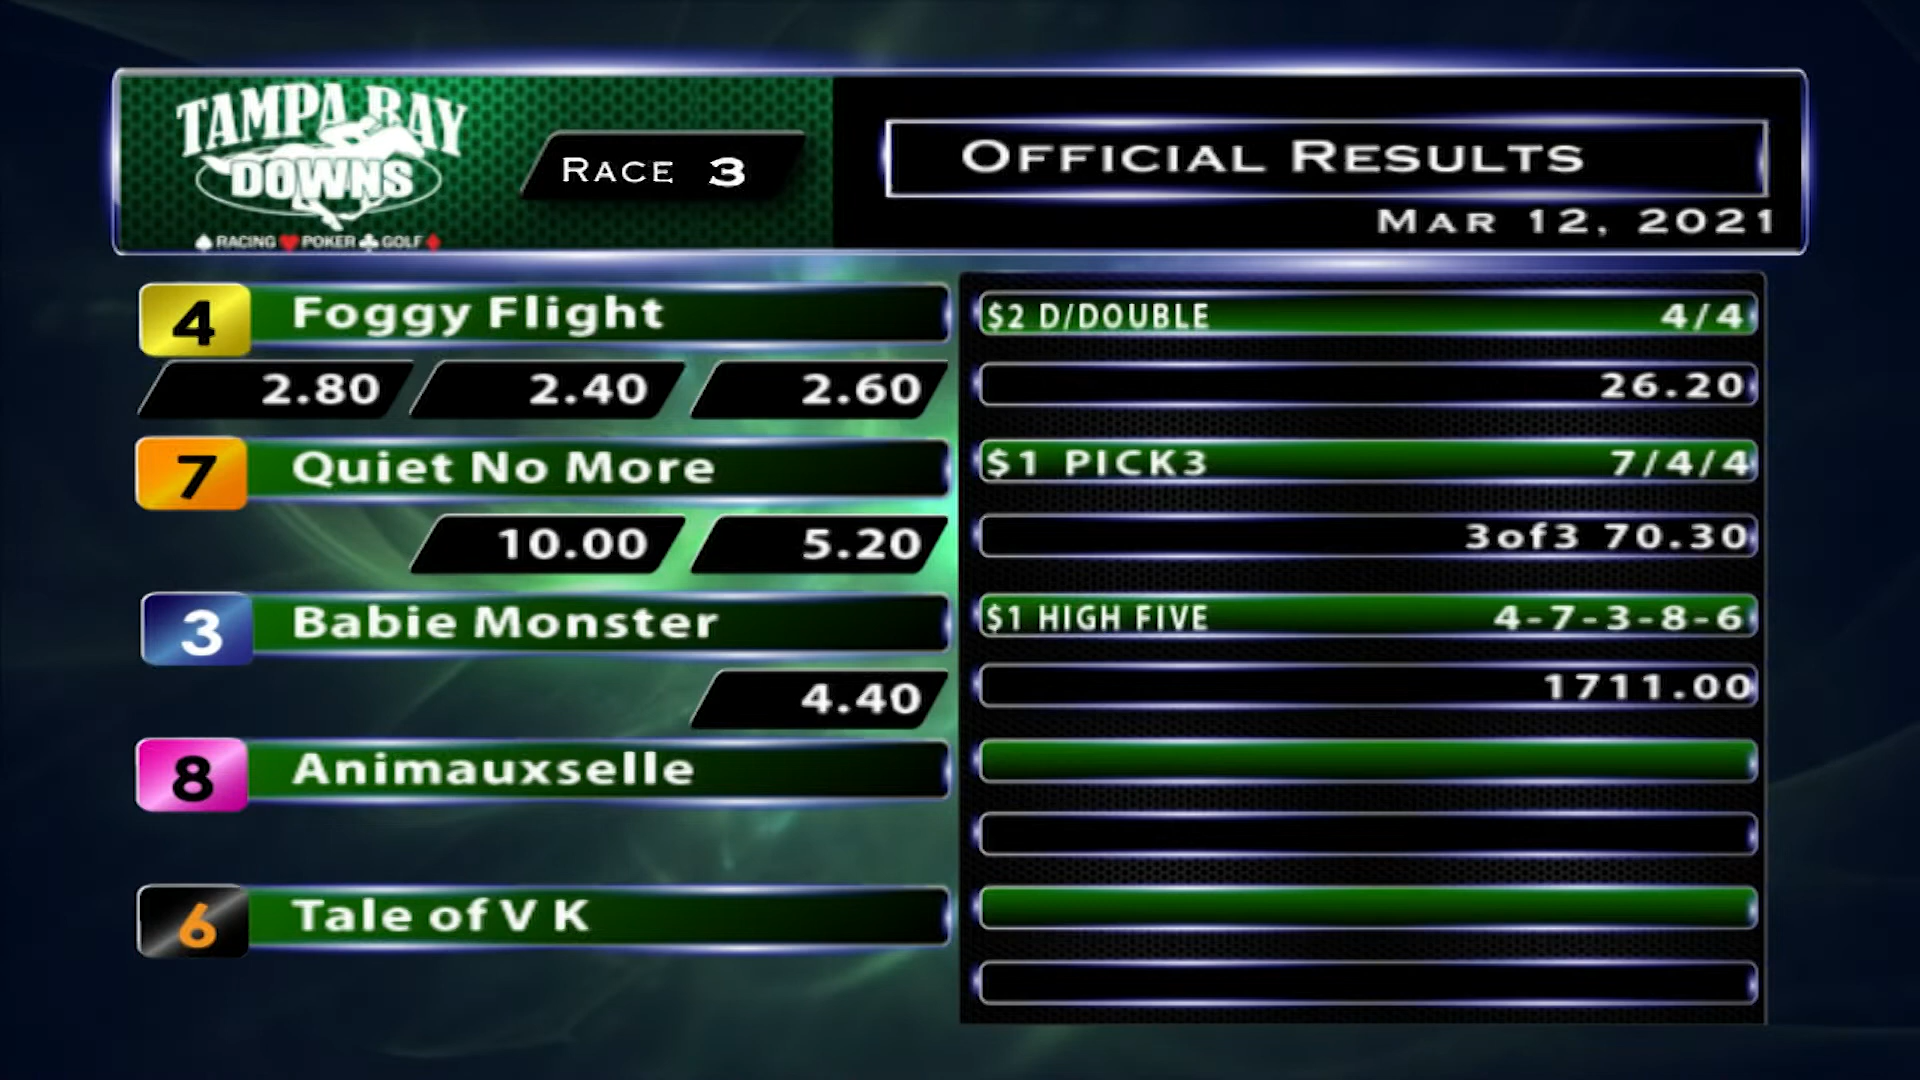 TAMPA BAY
DOWNS
RACING POKER GOLF
RACE 3
OFFICIAL RESULTS
MAR 12, 2021
4 Foggy Flight
2.80 2.40 2.60
7 Quiet No More
10.00 5.20
3 Babie Monster
4.40
8 Animauxselle
6 Tale of V K
$2 D/DOUBLE 4/4
26.20
$1 PICK3 7/4/4
3of3 70.30
$1 HIGH FIVE 4-7-3-8-6
1711.00